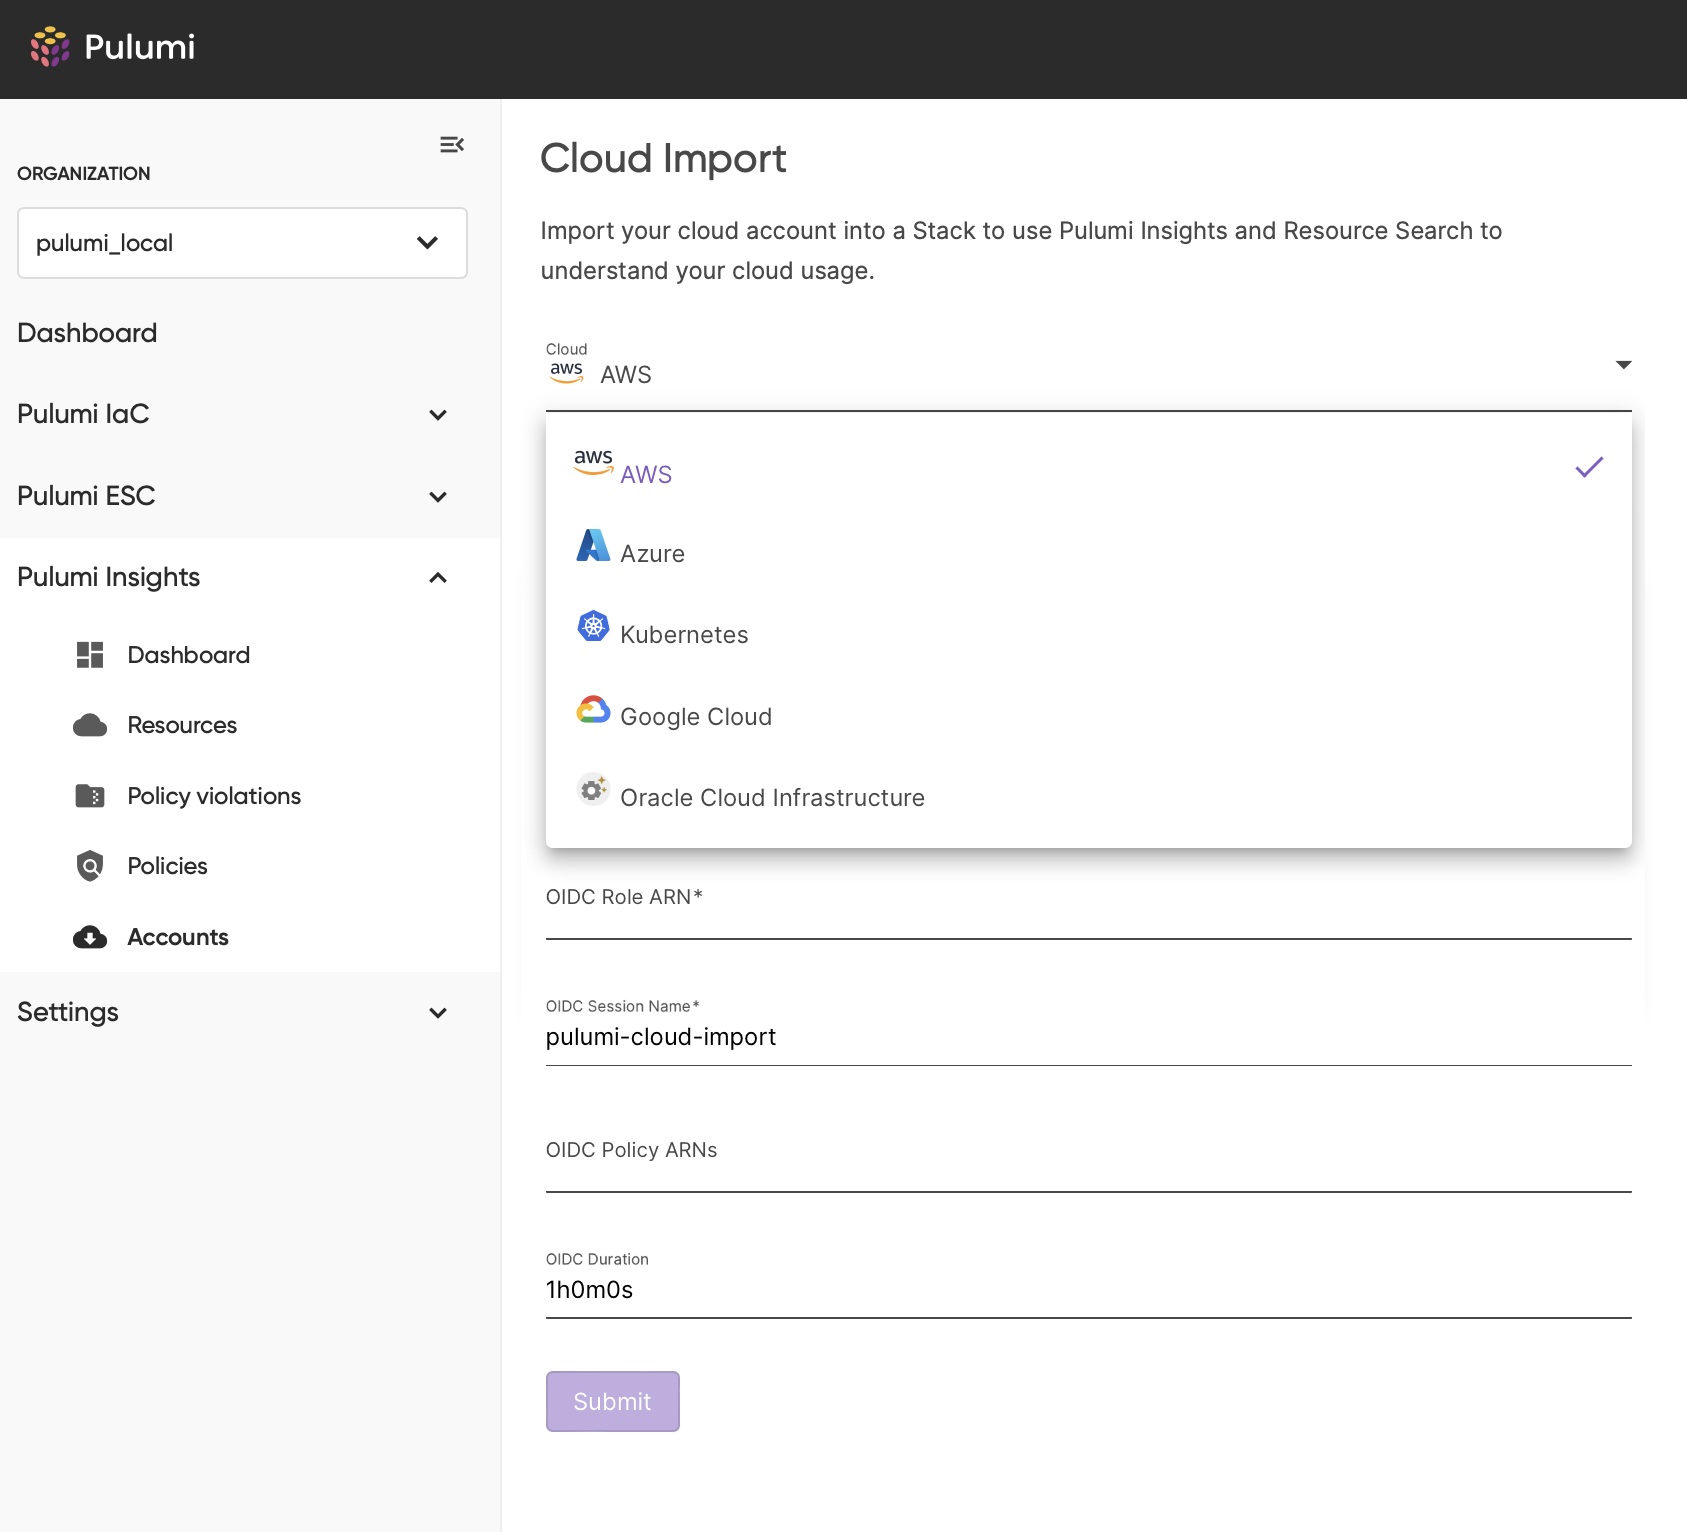 Pulumi
ORGANIZATION
pulumi_local
Dashboard
Pulumi IaC
Pulumi ESC
Pulumi Insights
Dashboard
Resources
Policy violations
Policies
Accounts
Settings
Cloud Import
Import your cloud account into a Stack to use Pulumi Insights and Resource Search to
understand your cloud usage.
Cloud
aws AWS
aws AWS
Azure
Kubernetes
Google Cloud
Oracle Cloud Infrastructure
OIDC Role ARN*
OIDC Session Name*
pulumi-cloud-import
OIDC Policy ARNs
OIDC Duration
1h0m0s
Submit